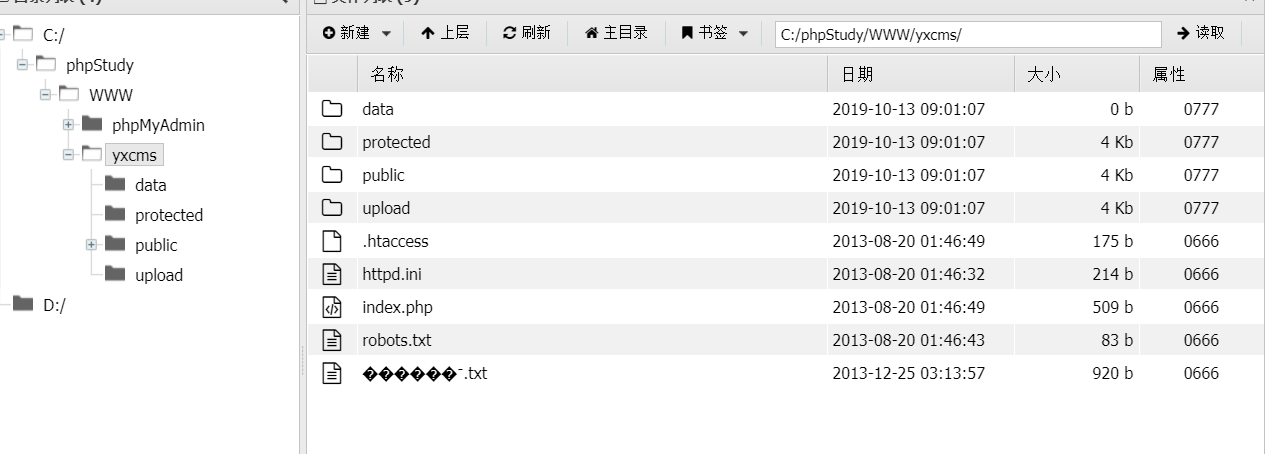 C:/
phpStudy
WWW
phpMyAdmin
yxcms
data
protected
public
upload
D:/
新建 上层 刷新 主目录 书签 C:/phpStudy/WWW/yxcms/ 读取
名称 日期 大小 属性
data 2019-10-13 09:01:07 0 b 0777
protected 2019-10-13 09:01:07 4 Kb 0777
public 2019-10-13 09:01:07 4 Kb 0777
upload 2019-10-13 09:01:07 4 Kb 0777
.htaccess 2013-08-20 01:46:49 175 b 0666
httpd.ini 2013-08-20 01:46:32 214 b 0666
index.php 2013-08-20 01:46:49 509 b 0666
robots.txt 2013-08-20 01:46:43 83 b 0666
������ˉ.txt 2013-12-25 03:13:57 920 b 0666